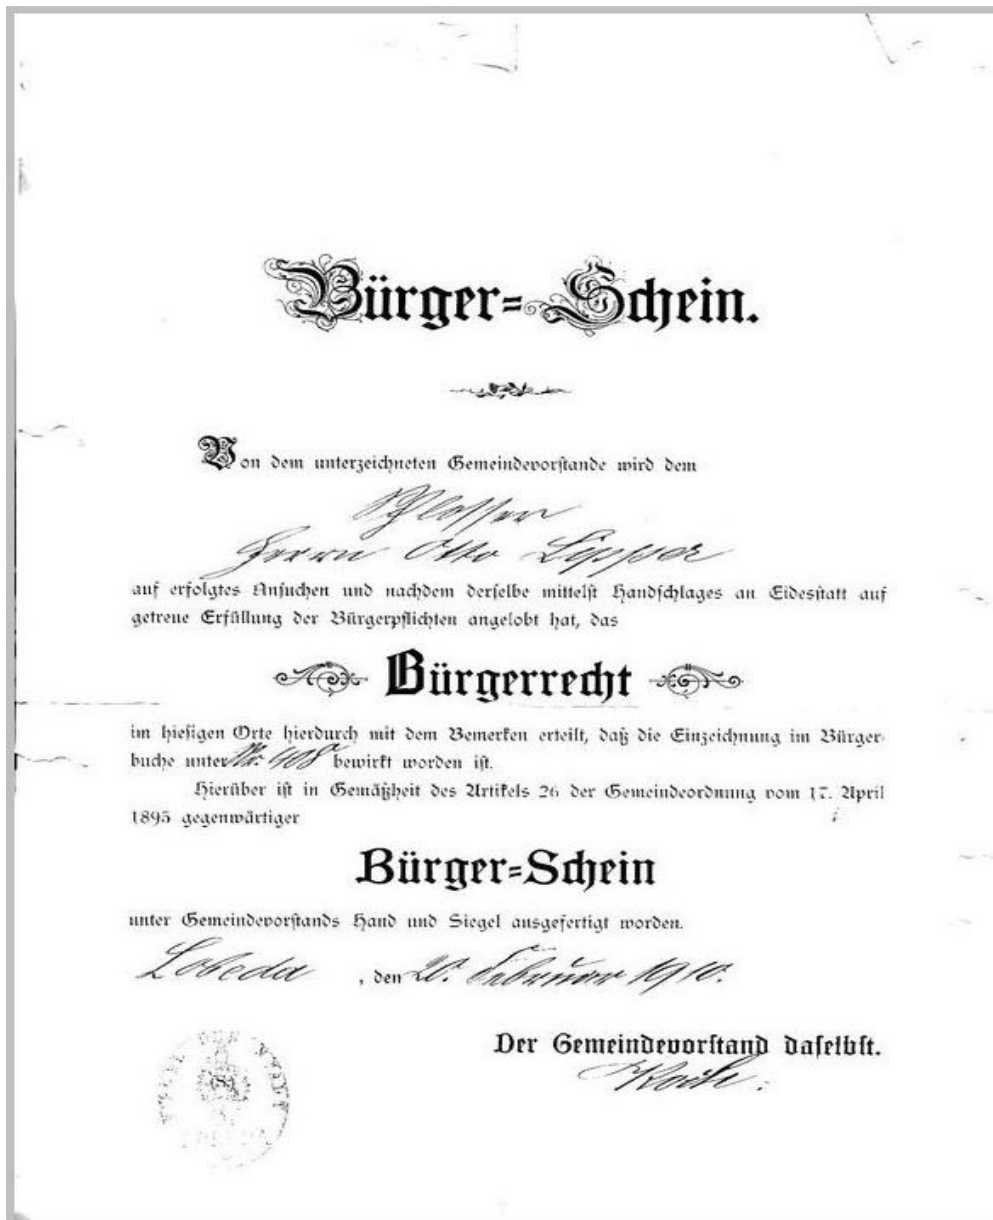 Bürger=Schein.
Von dem unterzeichneten Gemeindevorstande wird dem
Schlosser
Herrn Otto Lipper
auf erfolgtes Ansuchen und nachdem derselbe mittelst Handschlages an Eidesstatt auf
getreue Erfüllung der Bürgerpflichten angelobt hat, das
Bürgerrecht
im hiesigen Orte hierdurch mit dem Bemerken erteilt, daß die Einzeichnung im Bürger-
buche unter Nr. 408 bewirkt worden ist.
Hierüber ist in Gemäßheit des Artikels 26 der Gemeindeordnung vom 17. April
1895 gegenwärtiger
Bürger=Schein
unter Gemeindevorstands Hand und Siegel ausgefertigt worden.
Lobeda, den 20. Februar 1910.
Der Gemeindevorstand daselbst.